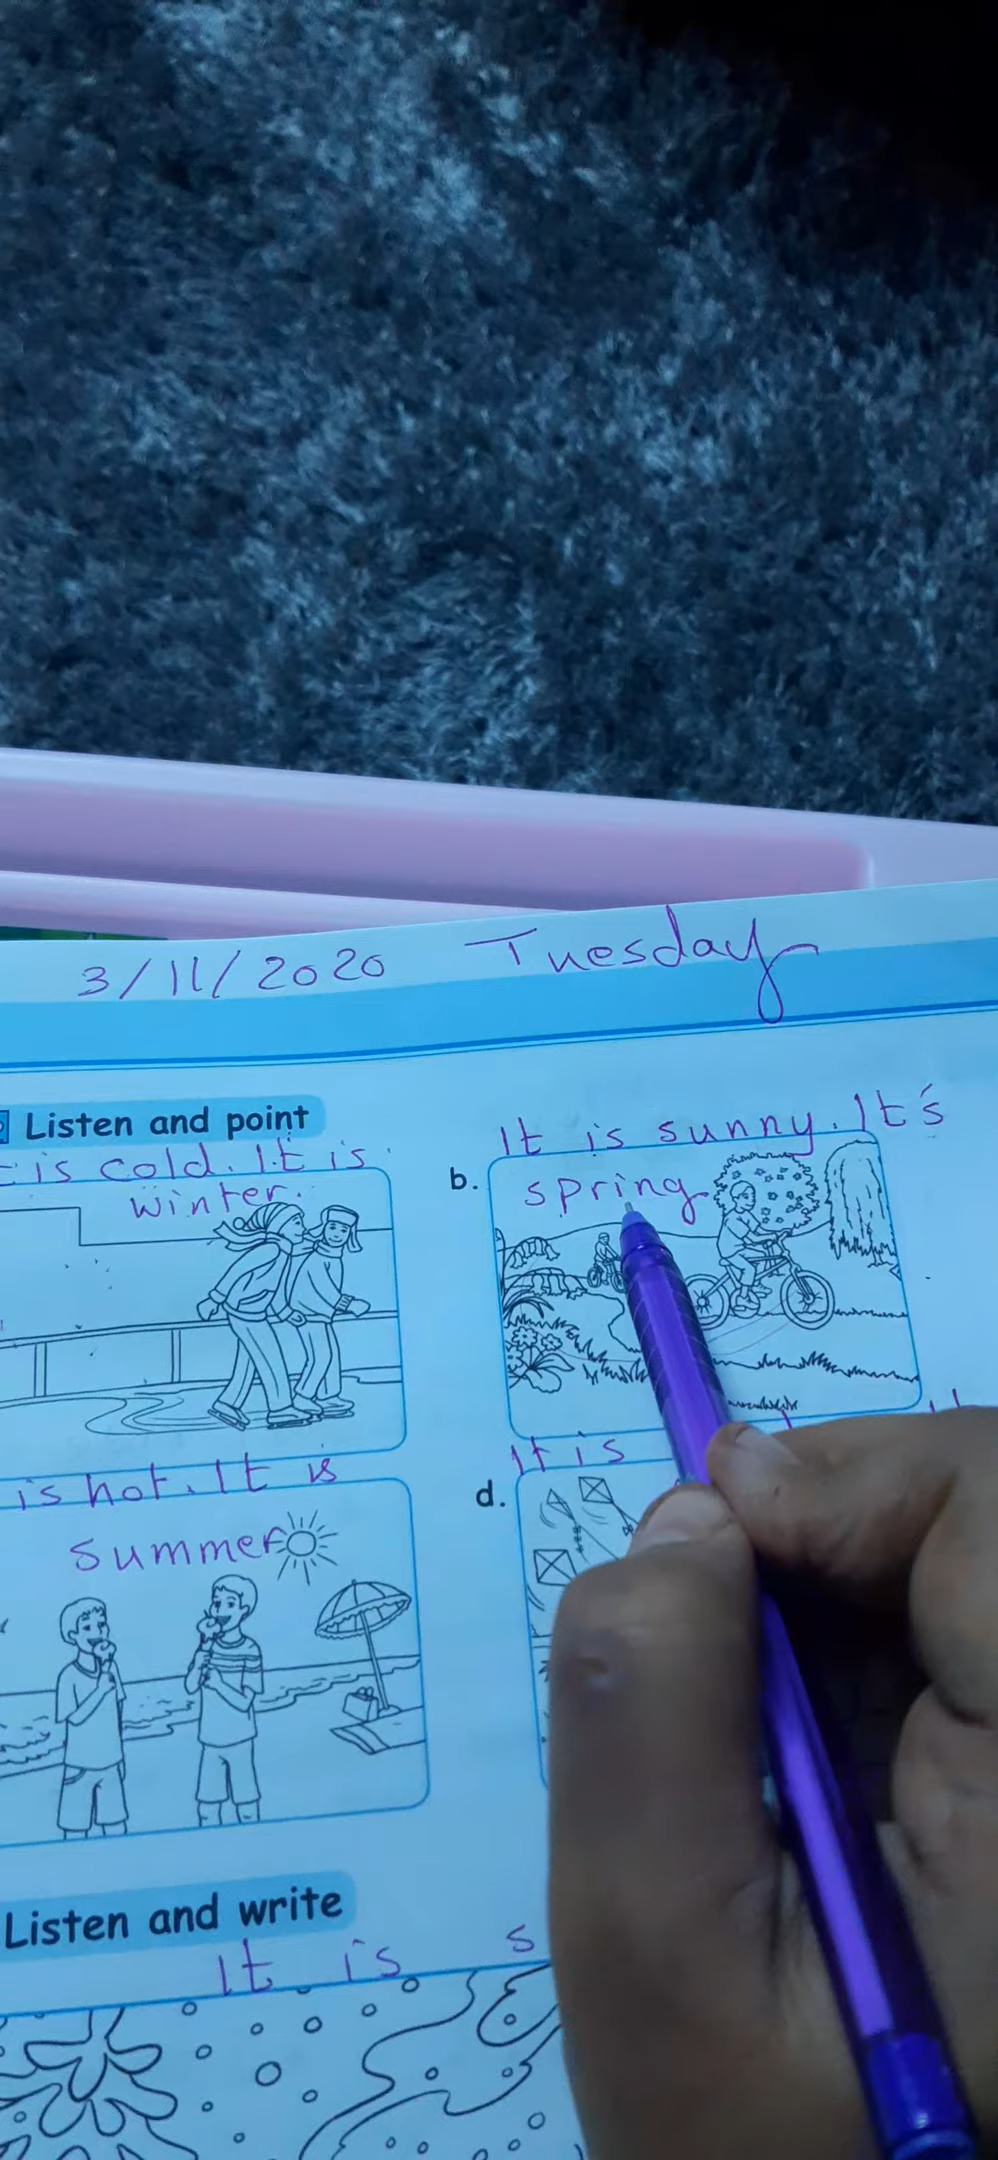 3/11/2020 Tuesday
Listen and point
is cold. It is
winter.
b.
It is sunny. It's
spring
is hot. It is
summer
d.
It is
Listen and write
It is s